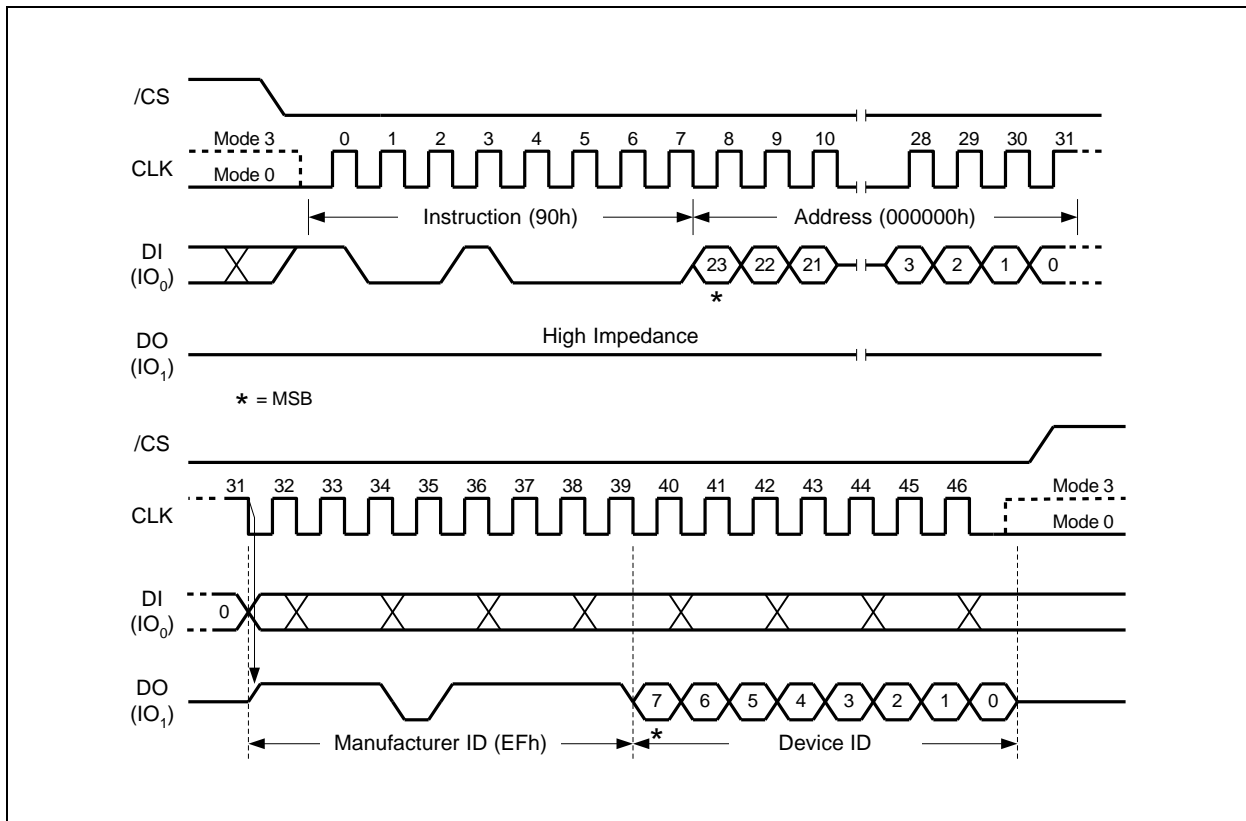 /CS
Mode 3 0 1 2 3 4 5 6 7 8 9 10 28 29 30 31
CLK
Mode 0
Instruction (90h) Address (000000h)
DI
(IO0)
23 22 21 3 2 1 0
*
High Impedance
DO
(IO1)
* = MSB
/CS
31 32 33 34 35 36 37 38 39 40 41 42 43 44 45 46 Mode 3
CLK
Mode 0
DI
(IO0)
0
DO
(IO1)
7 6 5 4 3 2 1 0
*
Manufacturer ID (EFh) Device ID